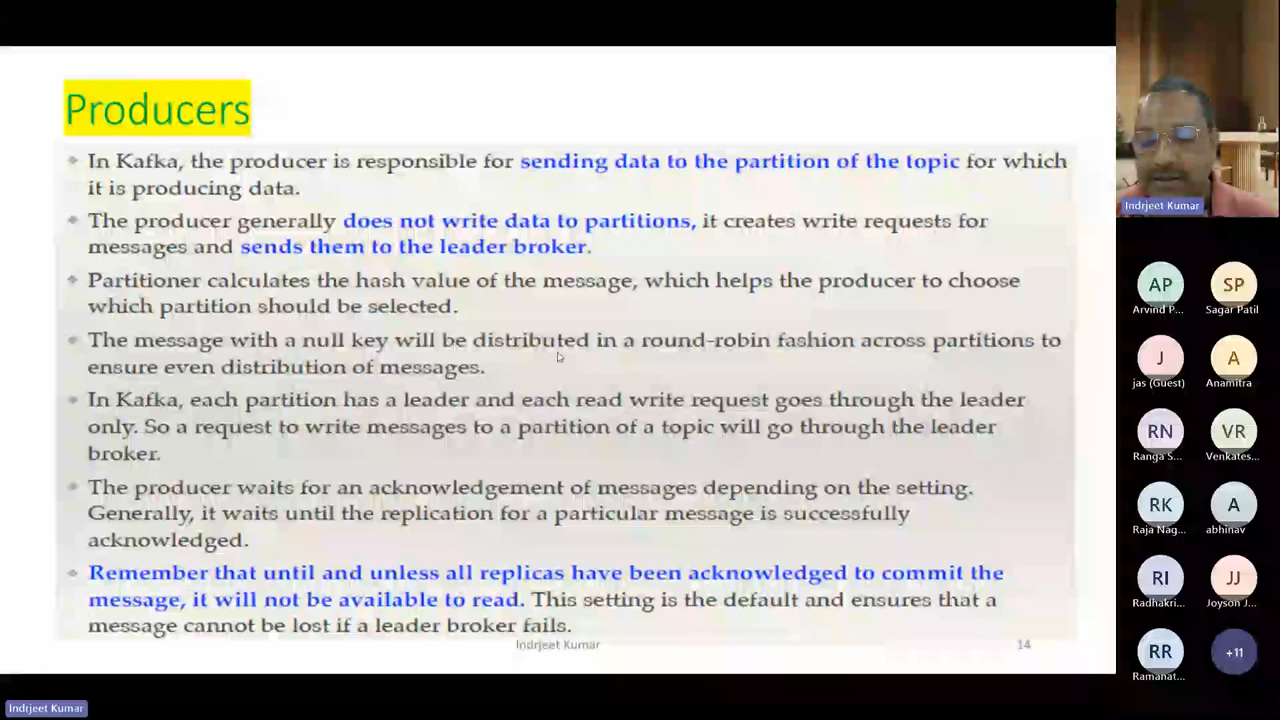 Producers
In Kafka, the producer is responsible for sending data to the partition of the topic for which
it is producing data.
The producer generally does not write data to partitions, it creates write requests for
messages and sends them to the leader broker.
Partitioner calculates the hash value of the message, which helps the producer to choose
which partition should be selected.
The message with a null key will be distributed in a round-robin fashion across partitions to
ensure even distribution of messages.
In Kafka, each partition has a leader and each read write request goes through the leader
only. So a request to write messages to a partition of a topic will go through the leader
broker.
The producer waits for an acknowledgement of messages depending on the setting.
Generally, it waits until the replication for a particular message is successfully
acknowledged.
Remember that until and unless all replicas have been acknowledged to commit the
message, it will not be available to read. This setting is the default and ensures that a
message cannot be lost if a leader broker fails.
Indrjeet Kumar
14
Indrjeet Kumar
Indrjeet Kumar
AP
SP
Arvind P...
Sagar Patil
J
A
jas (Guest)
Anamitra
RN
VR
Ranga S...
Venkates...
RK
A
Raja Nag...
abhinav
RI
JJ
Radhakri...
Joyson J...
RR
+11
Ramanat...